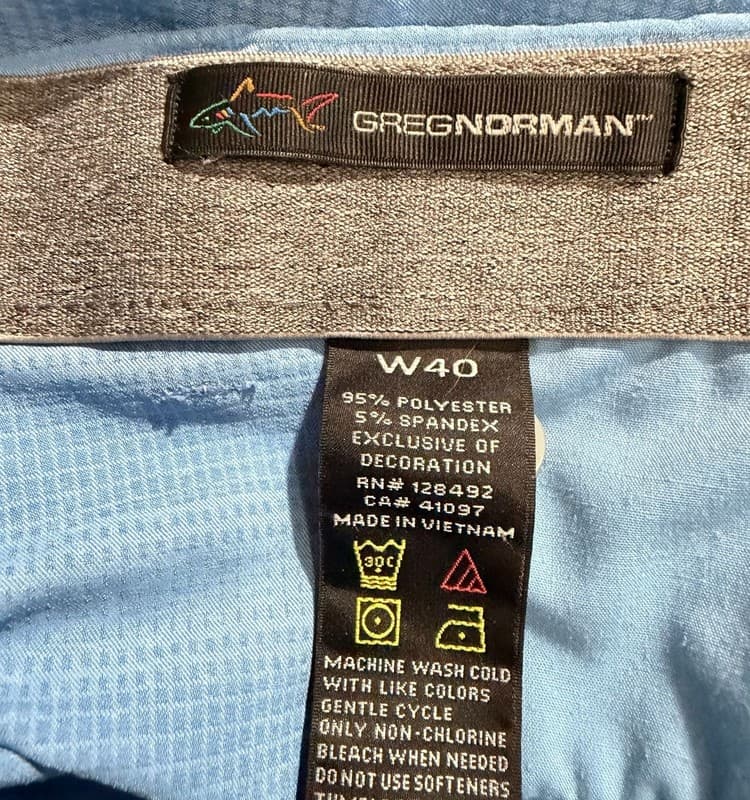 GREGNORMAN™
W40
95% POLYESTER
5% SPANDEX
EXCLUSIVE OF
DECORATION
RN# 128492
CA# 41097
MADE IN VIETNAM
30C
MACHINE WASH COLD
WITH LIKE COLORS
GENTLE CYCLE
ONLY NON-CHLORINE
BLEACH WHEN NEEDED
DO NOT USE SOFTENERS